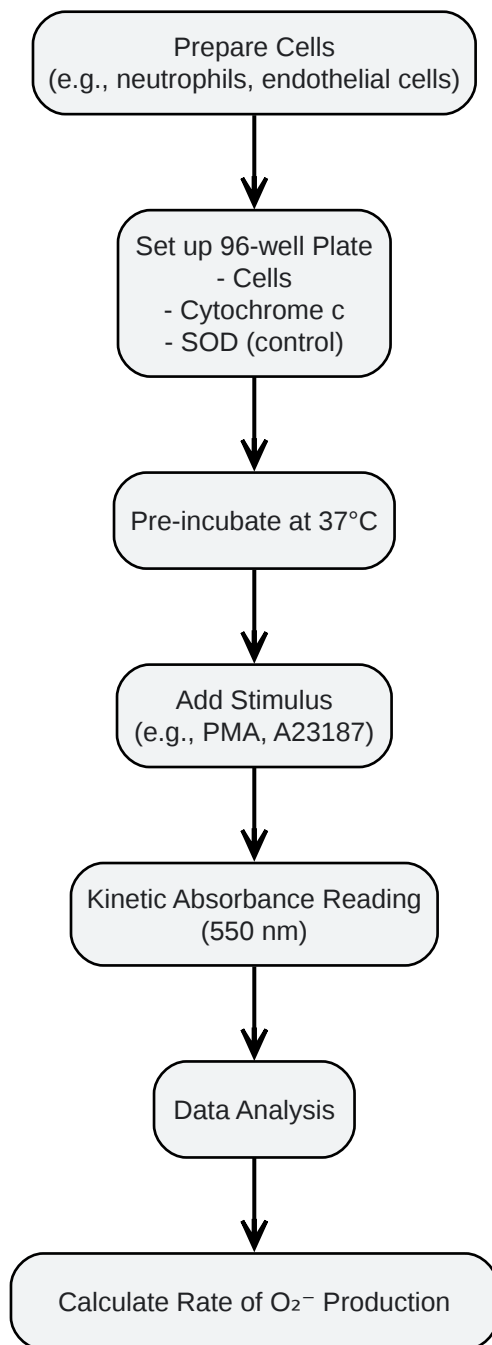 Prepare Cells
(e.g., neutrophils, endothelial cells)
Set up 96-well Plate
- Cells
- Cytochrome c
- SOD (control)
Pre-incubate at 37°C
Add Stimulus
(e.g., PMA, A23187)
Kinetic Absorbance Reading
(550 nm)
Data Analysis
Calculate Rate of O₂⁻ Production